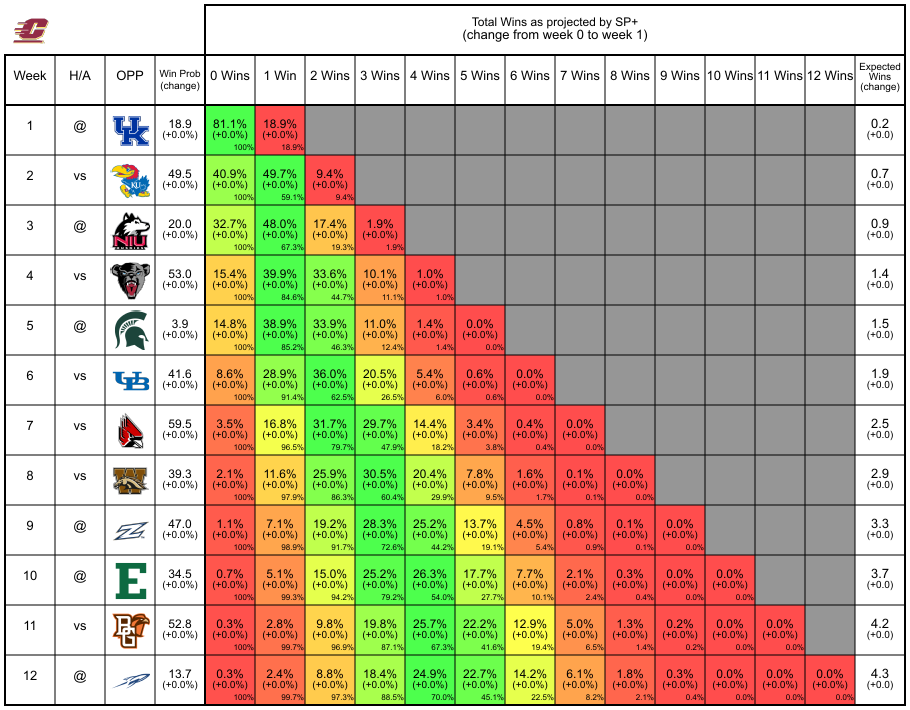 C
Total Wins as projected by SP+
(change from week 0 to week 1)
Week H/A OPP Win Prob (change) 0 Wins 1 Win 2 Wins 3 Wins 4 Wins 5 Wins 6 Wins 7 Wins 8 Wins 9 Wins 10 Wins 11 Wins 12 Wins Expected Wins (change)
1 @ UK 18.9 81.1% 18.9% 0.2
(+0.0%) (+0.0%) (+0.0%) (+0.0)
100% 18.9%
2 vs KU 49.5 40.9% 49.7% 9.4% 0.7
(+0.0%) (+0.0%) (+0.0%) (+0.0%) (+0.0)
100% 59.1% 9.4%
3 @ NIU 20.0 32.7% 48.0% 17.4% 1.9% 0.9
(+0.0%) (+0.0%) (+0.0%) (+0.0%) (+0.0%) (+0.0)
100% 67.3% 19.3% 1.9%
4 vs 53.0 15.4% 39.9% 33.6% 10.1% 1.0% 1.4
(+0.0%) (+0.0%) (+0.0%) (+0.0%) (+0.0%) (+0.0%) (+0.0)
100% 84.6% 44.7% 11.1% 1.0%
5 @ 3.9 14.8% 38.9% 33.9% 11.0% 1.4% 0.0% 1.5
(+0.0%) (+0.0%) (+0.0%) (+0.0%) (+0.0%) (+0.0%) (+0.0%) (+0.0)
100% 85.2% 46.3% 12.4% 1.4% 0.0%
6 vs UB 41.6 8.6% 28.9% 36.0% 20.5% 5.4% 0.6% 0.0% 1.9
(+0.0%) (+0.0%) (+0.0%) (+0.0%) (+0.0%) (+0.0%) (+0.0%) (+0.0%) (+0.0)
100% 91.4% 62.5% 26.5% 6.0% 0.6% 0.0%
7 vs 59.5 3.5% 16.8% 31.7% 29.7% 14.4% 3.4% 0.4% 0.0% 2.5
(+0.0%) (+0.0%) (+0.0%) (+0.0%) (+0.0%) (+0.0%) (+0.0%) (+0.0%) (+0.0%) (+0.0)
100% 96.5% 79.7% 47.9% 18.2% 3.8% 0.4% 0.0%
8 vs W 39.3 2.1% 11.6% 25.9% 30.5% 20.4% 7.8% 1.6% 0.1% 0.0% 2.9
(+0.0%) (+0.0%) (+0.0%) (+0.0%) (+0.0%) (+0.0%) (+0.0%) (+0.0%) (+0.0%) (+0.0%) (+0.0)
100% 97.9% 86.3% 60.4% 29.9% 9.5% 1.7% 0.1% 0.0%
9 @ 47.0 1.1% 7.1% 19.2% 28.3% 25.2% 13.7% 4.5% 0.8% 0.1% 0.0% 3.3
(+0.0%) (+0.0%) (+0.0%) (+0.0%) (+0.0%) (+0.0%) (+0.0%) (+0.0%) (+0.0%) (+0.0%) (+0.0%) (+0.0)
100% 98.9% 91.7% 72.6% 44.2% 19.1% 5.4% 0.9% 0.1% 0.0%
10 @ E 34.5 0.7% 5.1% 15.0% 25.2% 26.3% 17.7% 7.7% 2.1% 0.3% 0.0% 0.0% 3.7
(+0.0%) (+0.0%) (+0.0%) (+0.0%) (+0.0%) (+0.0%) (+0.0%) (+0.0%) (+0.0%) (+0.0%) (+0.0%) (+0.0%) (+0.0)
100% 99.3% 94.2% 79.2% 54.0% 27.7% 10.1% 2.4% 0.4% 0.0% 0.0%
11 vs BG 52.8 0.3% 2.8% 9.8% 19.8% 25.7% 22.2% 12.9% 5.0% 1.3% 0.2% 0.0% 0.0% 4.2
(+0.0%) (+0.0%) (+0.0%) (+0.0%) (+0.0%) (+0.0%) (+0.0%) (+0.0%) (+0.0%) (+0.0%) (+0.0%) (+0.0%) (+0.0%) (+0.0)
100% 99.7% 96.9% 87.1% 67.3% 41.6% 19.4% 6.5% 1.4% 0.2% 0.0% 0.0%
12 @ 13.7 0.3% 2.4% 8.8% 18.4% 24.9% 22.7% 14.2% 6.1% 1.8% 0.3% 0.0% 0.0% 0.0% 4.3
(+0.0%) (+0.0%) (+0.0%) (+0.0%) (+0.0%) (+0.0%) (+0.0%) (+0.0%) (+0.0%) (+0.0%) (+0.0%) (+0.0%) (+0.0%) (+0.0%) (+0.0)
100% 99.7% 97.3% 88.5% 70.0% 45.1% 22.5% 8.2% 2.1% 0.4% 0.0% 0.0% 0.0%